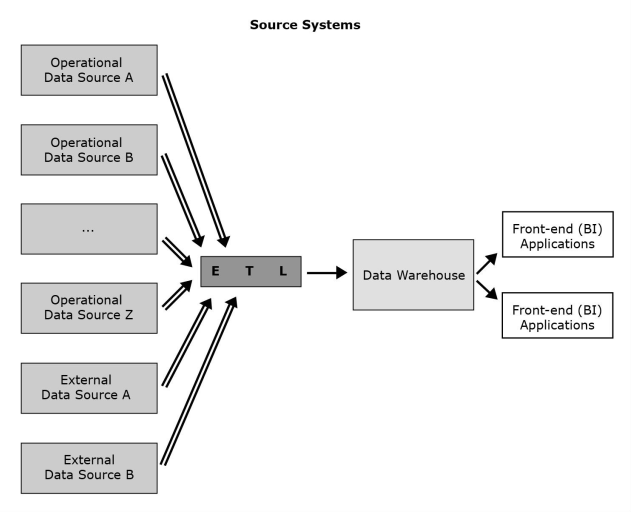 Source Systems
Operational
Data Source A
Operational
Data Source B
...
Operational
Data Source Z
External
Data Source A
External
Data Source B
E T L
Data Warehouse
Front-end (BI)
Applications
Front-end (BI)
Applications